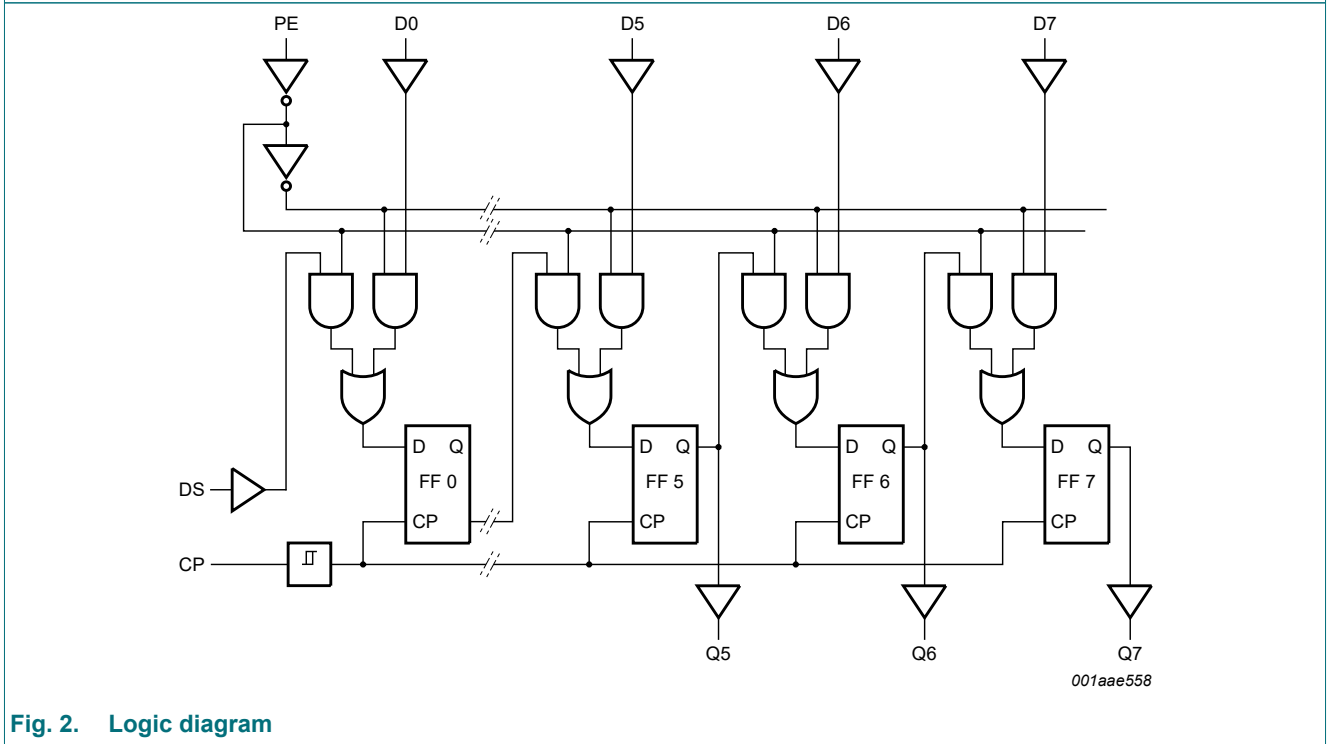 PE D0 D5 D6 D7
D Q D Q D Q D Q
DS FF 0 FF 5 FF 6 FF 7
CP CP CP CP
CP
Q5 Q6 Q7
001aae558
Fig. 2. Logic diagram